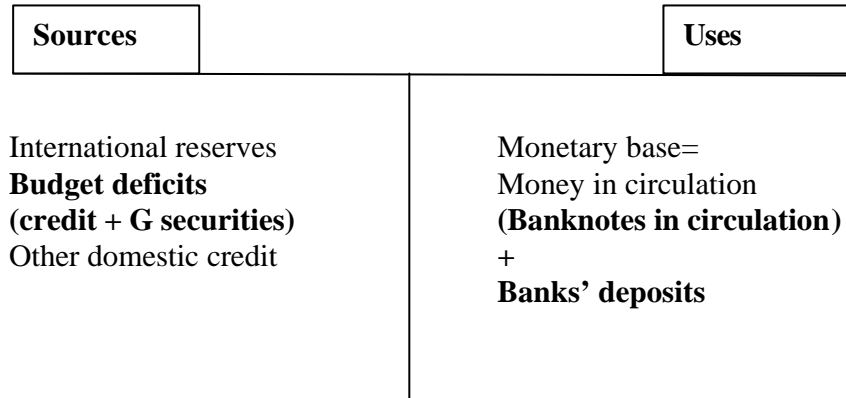 Sources
Uses
International reserves
Budget deficits
(credit + G securities)
Other domestic credit
Monetary base=
Money in circulation
(Banknotes in circulation)
+
Banks’ deposits